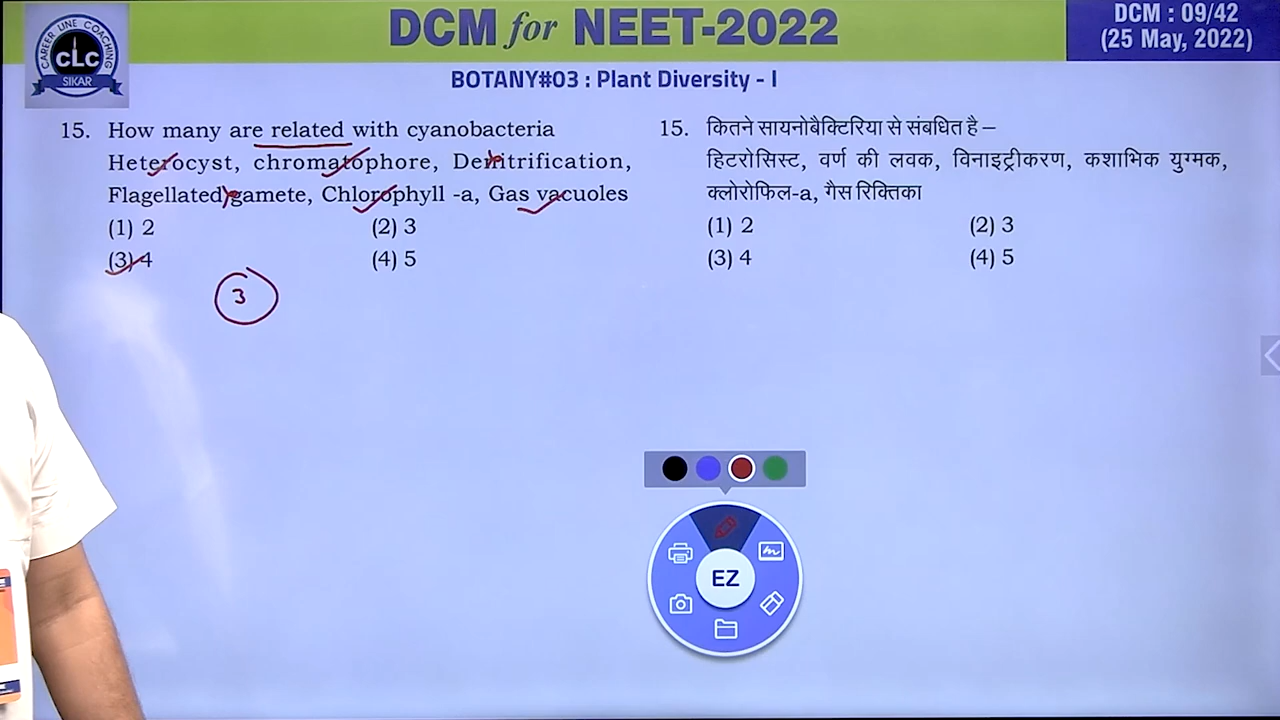 CAREER LINE COACHING
CLC
SIKAR
DCM for NEET-2022
DCM : 09/42
(25 May, 2022)
BOTANY#03 : Plant Diversity - I
15. How many are related with cyanobacteria
Heterocyst, chromatophore, Denitrification,
Flagellated gamete, Chlorophyll -a, Gas vacuoles
(1) 2 (2) 3
(3) 4 (4) 5
3
15. कितने सायनोबैक्टिरिया से संबधित है –
हिटरोसिस्ट, वर्ण की लवक, विनाइट्रीकरण, कशाभिक युग्मक,
क्लोरोफिल-a, गैस रिक्तिका
(1) 2 (2) 3
(3) 4 (4) 5
EZ